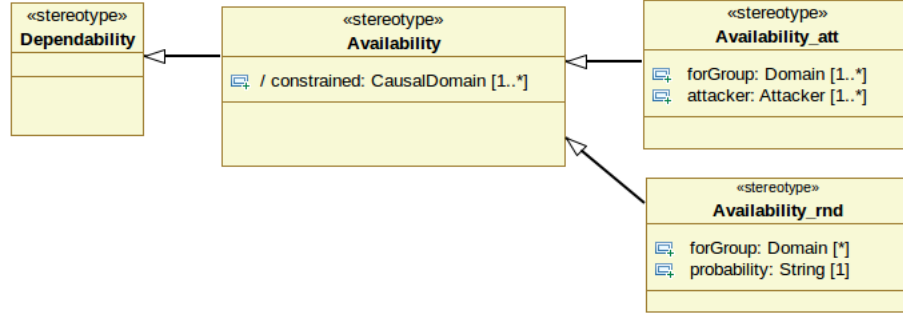 «stereotype»
Dependability
«stereotype»
Availability
/ constrained: CausalDomain [1..*]
«stereotype»
Availability_att
forGroup: Domain [1..*]
attacker: Attacker [1..*]
«stereotype»
Availability_rnd
forGroup: Domain [*]
probability: String [1]